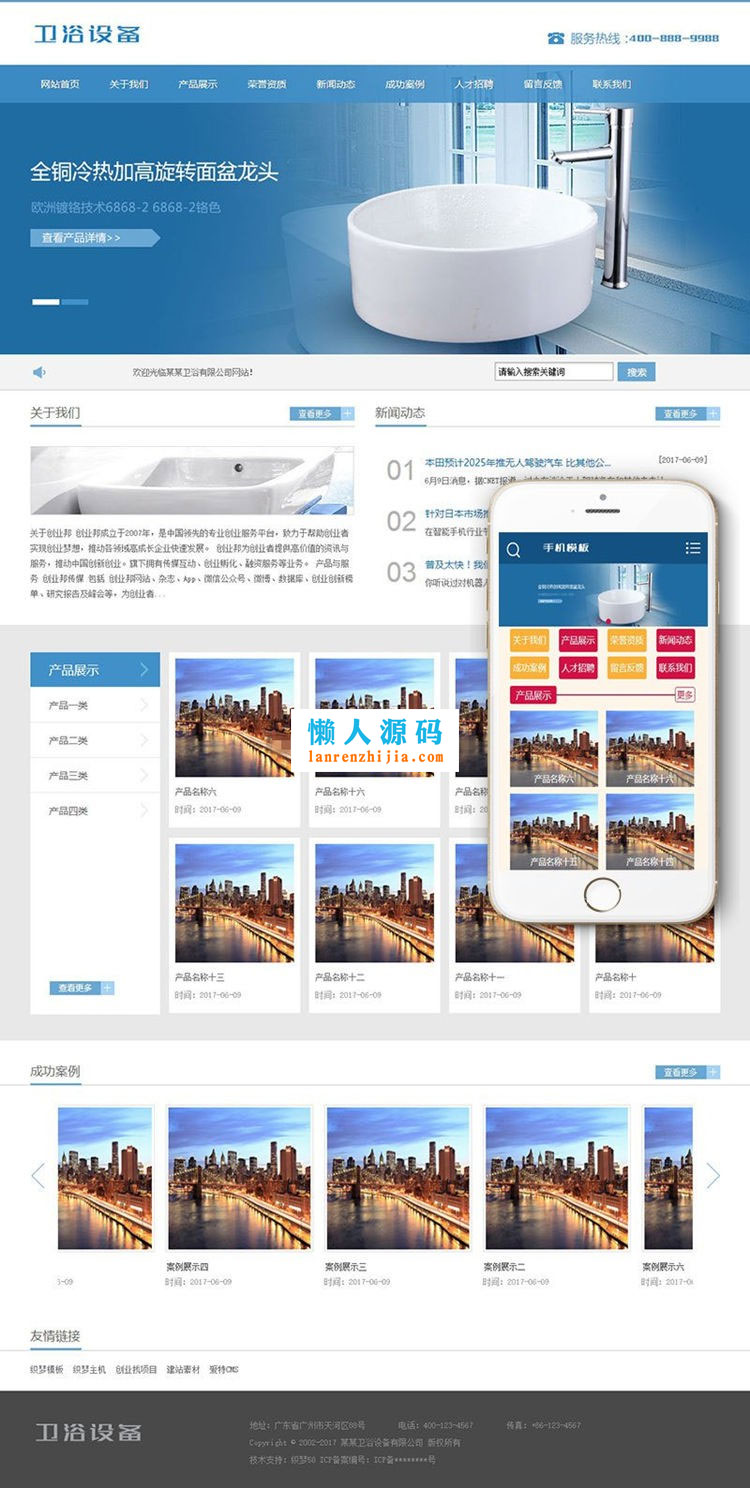 卫浴设备
服务热线:400-888-9988
网站首页 关于我们 产品展示 荣誉资质 新闻动态 成功案例 人才招聘 留言反馈 联系我们
全铜冷热加高旋转面盆龙头
欧洲镀铬技术6868-2 6868-2铬色
查看产品详情>>
欢迎光临某某卫浴有限公司网站!
请输入搜索关键词
搜索
关于我们
查看更多 +
关于创业邦 创业邦成立于2007年，是中国领先的专业创业服务平台，致力于帮助创业者
实现创业梦想，推动各领域高成长企业快速发展。 创业邦为创业者提供高价值的资讯与
服务，推动中国创新创业。旗下拥有传媒互动、创业孵化、融资服务等业务。 产品与服
务 创业邦传媒 包括 创业邦网站、杂志、App、微信公众号、微博、数据库、创业创新榜
单、研究报告及峰会等，为创业者...
新闻动态
查看更多 +
01
本田预计2025年推无人驾驶汽车 比其他公...
[2017-06-09]
6月9日消息，据CNET报道
02
针对日本市场推
在智能手机行业
03
普及太快！我
你听说过对机器人
手机模板
关于我们 产品展示 荣誉资质 新闻动态
成功案例 人才招聘 留言反馈 联系我们
产品展示
更多
产品名称六
产品名称十六
产品名称十五
产品名称十四
产品展示
产品一类
产品二类
产品三类
产品四类
查看更多 +
产品名称六
时间：2017-06-09
产品名称十六
时间：2017-06-09
产品名称
时间：20
懒人源码
lanrenzhijia.com
产品名称十三
时间：2017-06-09
产品名称十二
时间：2017-06-09
产品名称十一
时间：2017-06-09
产品名称十
时间：2017-06-09
成功案例
查看更多 +
-09
案例展示四
时间：2017-06-09
案例展示三
时间：2017-06-09
案例展示二
时间：2017-06-09
案例展示六
时间：2017-0
友情链接
织梦模板 织梦主机 创业找项目 建站素材 爱特CMS
卫浴设备
地址：广东省广州市天河区88号 电话：400-123-4567 传真：+86-123-4567
Copyright © 2002-2017 某某卫浴设备有限公司 版权所有
技术支持：织梦50 ICP备案编号：ICP备********号